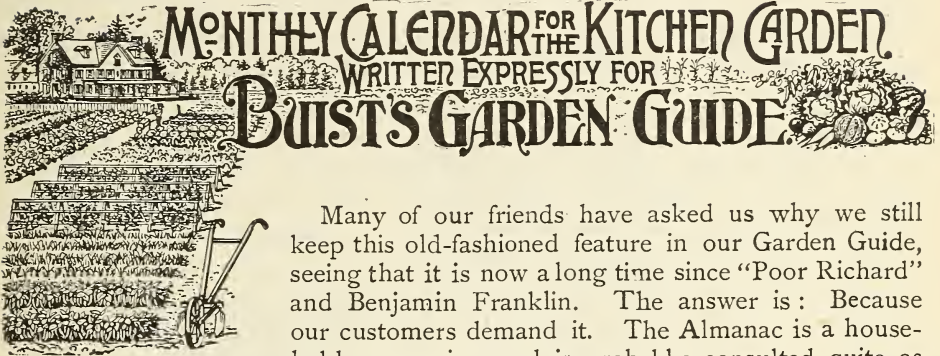 MONTHLY CALENDAR FOR THE KITCHEN GARDEN.
WRITTEN EXPRESSLY FOR
BUIST'S GARDEN GUIDE.
Many of our friends have asked us why we still
keep this old-fashioned feature in our Garden Guide,
seeing that it is now a long time since "Poor Richard"
and Benjamin Franklin. The answer is: Because
our customers demand it. The Almanac is a house-